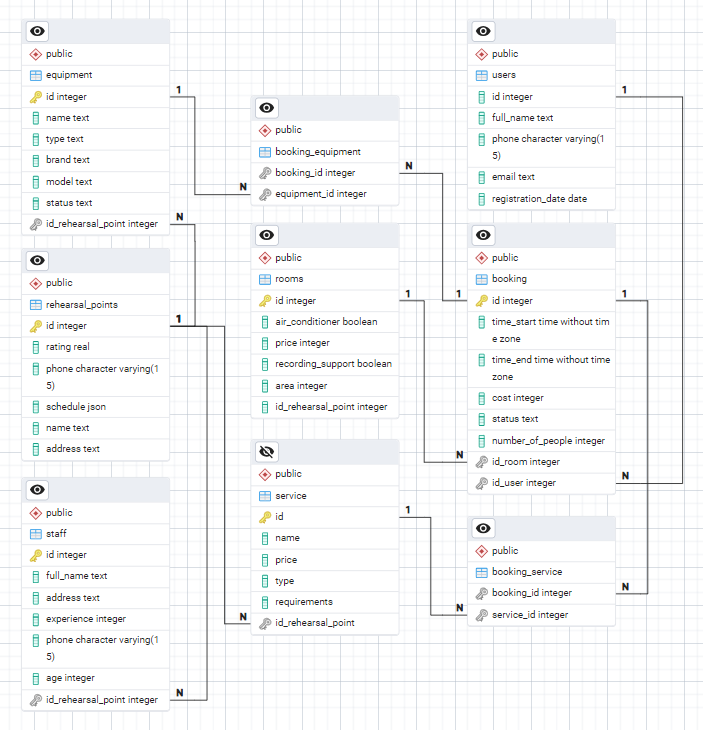 public
equipment
id integer
name text
type text
brand text
model text
status text
id_rehearsal_point integer
1
N
public
rehearsal_points
id integer
rating real
phone character varying(1
5)
schedule json
name text
address text
1
public
staff
id integer
full_name text
address text
experience integer
phone character varying(1
5)
age integer
id_rehearsal_point integer
N
public
booking_equipment
booking_id integer
equipment_id integer
N
N
public
rooms
id integer
air_conditioner boolean
price integer
recording_support boolean
area integer
id_rehearsal_point integer
1
public
service
id
name
price
type
requirements
id_rehearsal_point
1
N
public
users
id integer
full_name text
phone character varying(1
5)
email text
registration_date date
1
public
booking
id integer
time_start time without tim
e zone
time_end time without time
zone
cost integer
status text
number_of_people integer
id_room integer
id_user integer
1
1
N
N
public
booking_service
booking_id integer
service_id integer
N
N